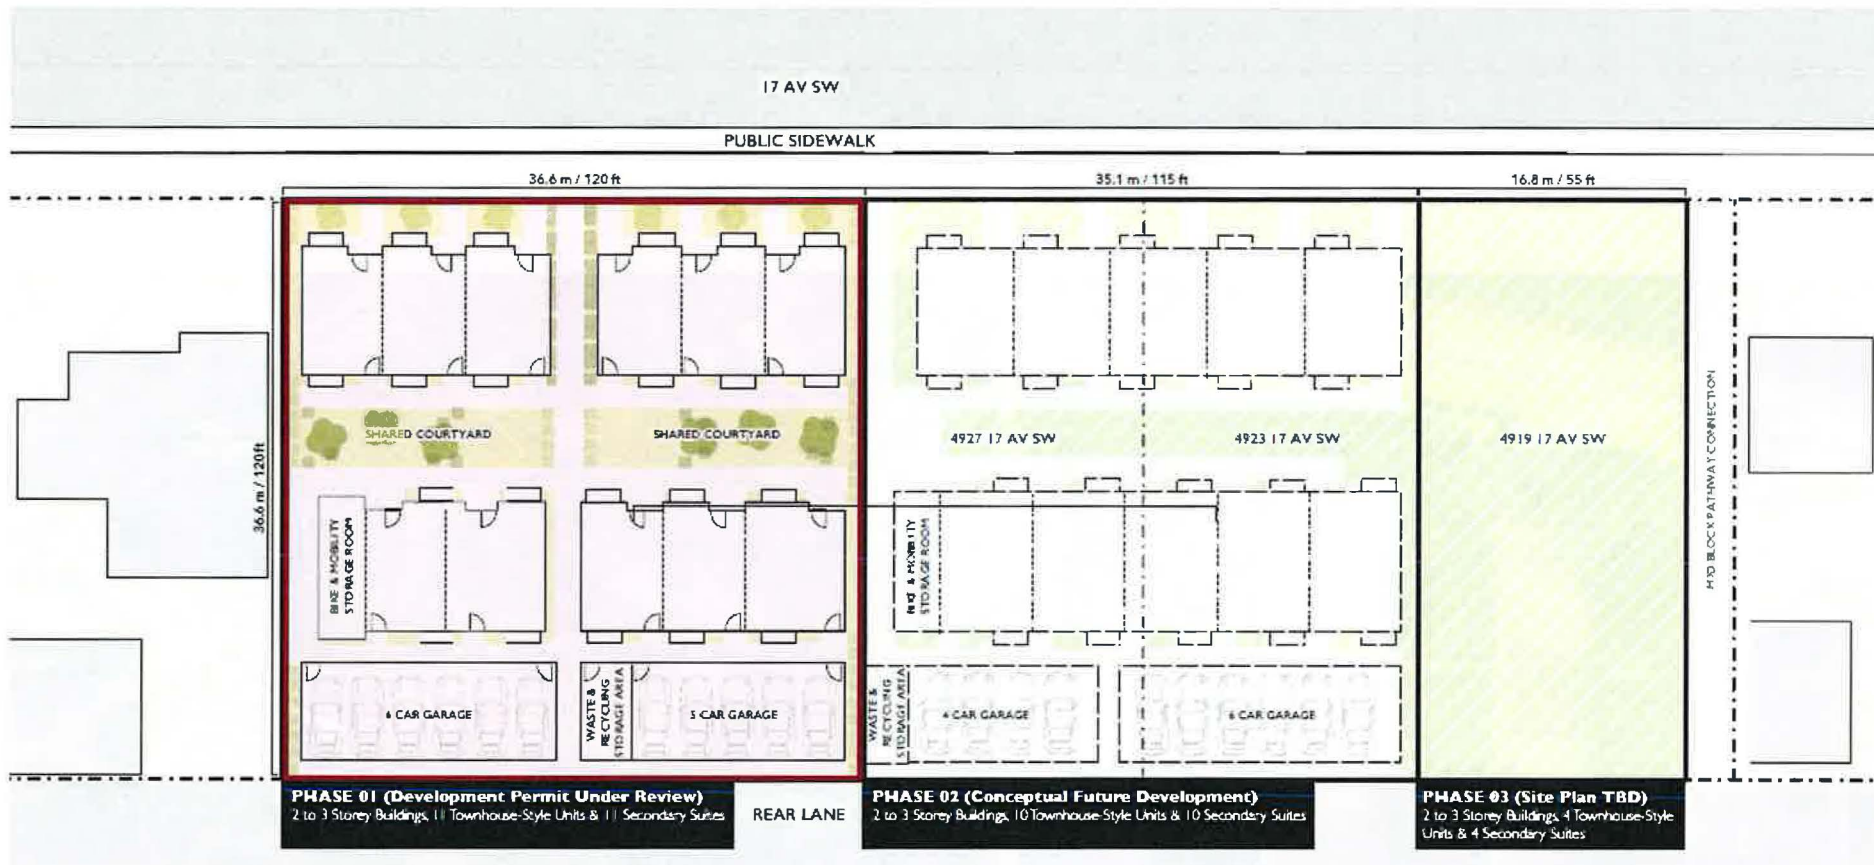 17 AV SW
PUBLIC SIDEWALK
36.6 m / 120 ft
35.1 m / 115 ft
16.8 m / 55 ft
36.6 m / 120ft
SHARED COURTYARD
SHARED COURTYARD
4927 17 AV SW
4923 17 AV SW
4919 17 AV SW
MID BLOCK PATHWAY CONNECTION
BIKE & MOBILITY
STORAGE ROOM
BIKE & MOBILITY
STORAGE ROOM
6 CAR GARAGE
WASTE &
RECYCLING
STORAGE AREA
5 CAR GARAGE
WASTE &
RECYCLING
STORAGE AREA
4 CAR GARAGE
6 CAR GARAGE
PHASE 01 (Development Permit Under Review)
2 to 3 Storey Buildings, 11 Townhouse-Style Units & 11 Secondary Suites
REAR LANE
PHASE 02 (Conceptual Future Development)
2 to 3 Storey Buildings, 10 Townhouse-Style Units & 10 Secondary Suites
PHASE 03 (Site Plan TBD)
2 to 3 Storey Buildings, 4 Townhouse-Style
Units & 4 Secondary Suites